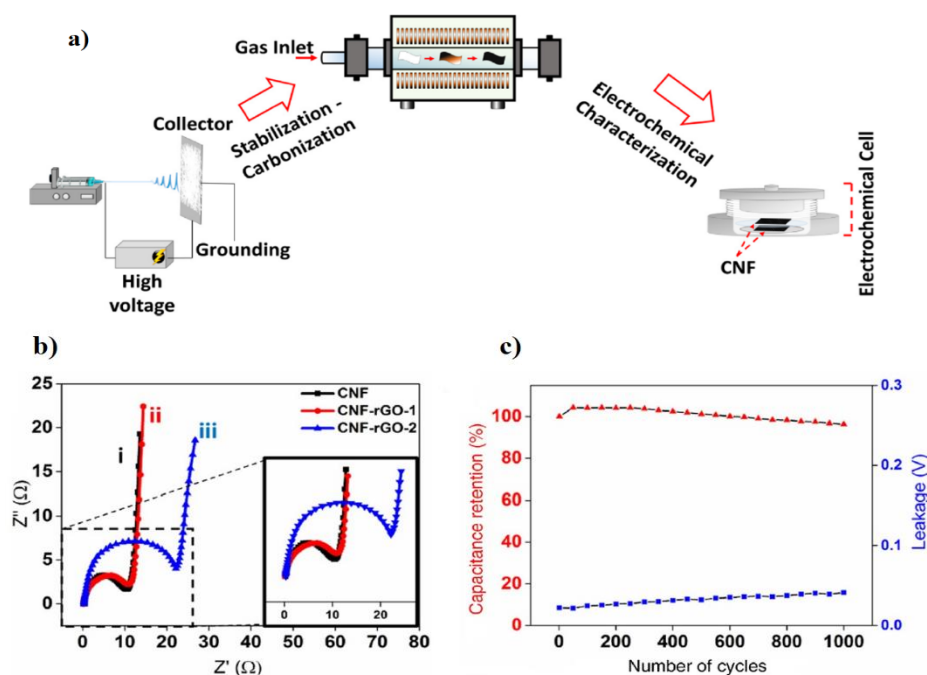 a)
Gas Inlet
Collector
Stabilization -
Carbonization
Electrochemical
Characterization
Electrochemical Cell
Grounding
High
voltage
CNF
b)
25
20
15
10
5
0
Z'' (Ω)
0 10 20 30 40 50 60 70 80
Z' (Ω)
i
ii
iii
CNF
CNF-rGO-1
CNF-rGO-2
0 10 20
c)
Capacitance retention (%)
100
80
60
40
20
0
0 200 400 600 800 1000
Number of cycles
0.3
0.2
0.1
0.0
Leakage (V)